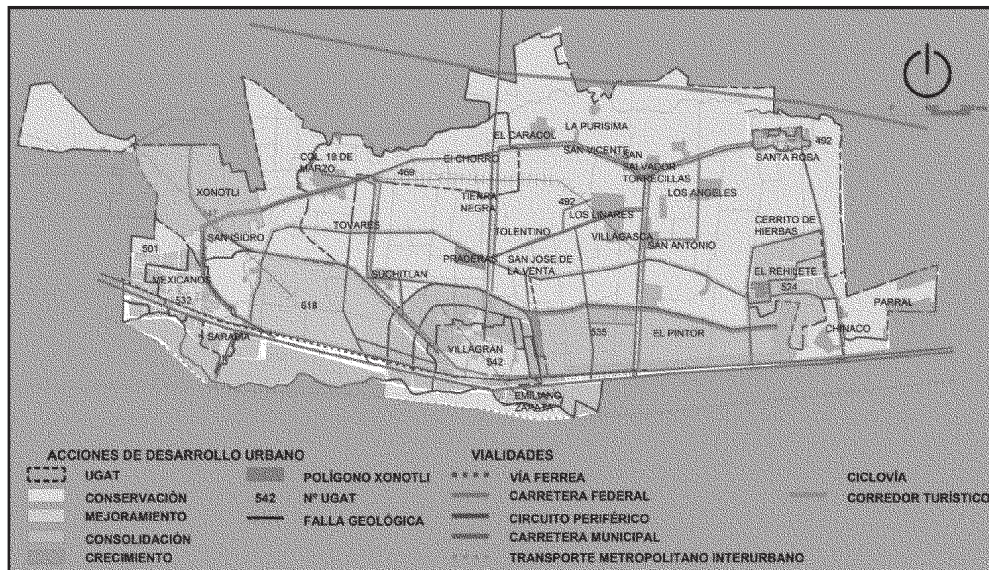 EL CARACOL
LA PURISIMA
SAN VICENTE
SAN
SALVADOR
TORRECILLAS
492
SANTA ROSA
COL. 18 DE
MARZO
El CHORRO
469
XONOTLI
TIERRA
NEGRA
492
LOS LINARES
LOS ANGELES
TOVARES
TOLENTINO
VILLAGASCA
SAN ANTONIO
CERRITO DE
HIERBAS
501
SAN ISIDRO
PRADERAS
SAN JOSE DE
LA VENTA
MEXICANOS
SUCHITLAN
EL REHILETE
524
532
618
PARRAL
SARABIA
535
EL PINTOR
CHINACO
VILLAGRAN
542
EMILIANO
ZAPATA
ACCIONES DE DESARROLLO URBANO
UGAT
CONSERVACIÓN
MEJORAMIENTO
CONSOLIDACIÓN
CRECIMIENTO
POLÍGONO XONOTLI
542 Nº UGAT
FALLA GEOLÓGICA
VIALIDADES
VÍA FERREA
CARRETERA FEDERAL
CIRCUITO PERIFÉRICO
CARRETERA MUNICIPAL
TRANSPORTE METROPOLITANO INTERURBANO
CICLOVÍA
CORREDOR TURÍSTICO